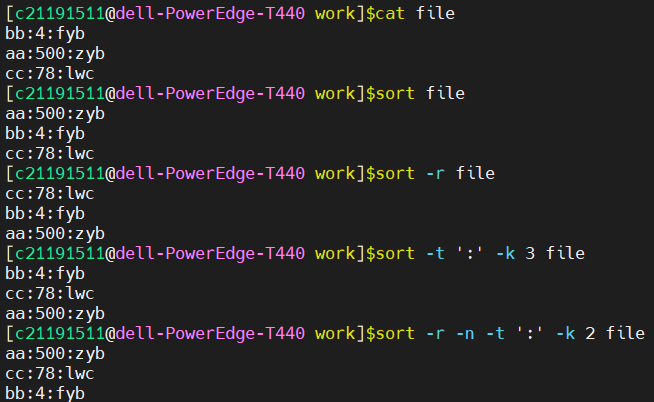 [c21191511@dell-PowerEdge-T440 work]$cat file
bb:4:fyb
aa:500:zyb
cc:78:lwc
[c21191511@dell-PowerEdge-T440 work]$sort file
aa:500:zyb
bb:4:fyb
cc:78:lwc
[c21191511@dell-PowerEdge-T440 work]$sort -r file
cc:78:lwc
bb:4:fyb
aa:500:zyb
[c21191511@dell-PowerEdge-T440 work]$sort -t ':' -k 3 file
bb:4:fyb
cc:78:lwc
aa:500:zyb
[c21191511@dell-PowerEdge-T440 work]$sort -r -n -t ':' -k 2 file
aa:500:zyb
cc:78:lwc
bb:4:fyb